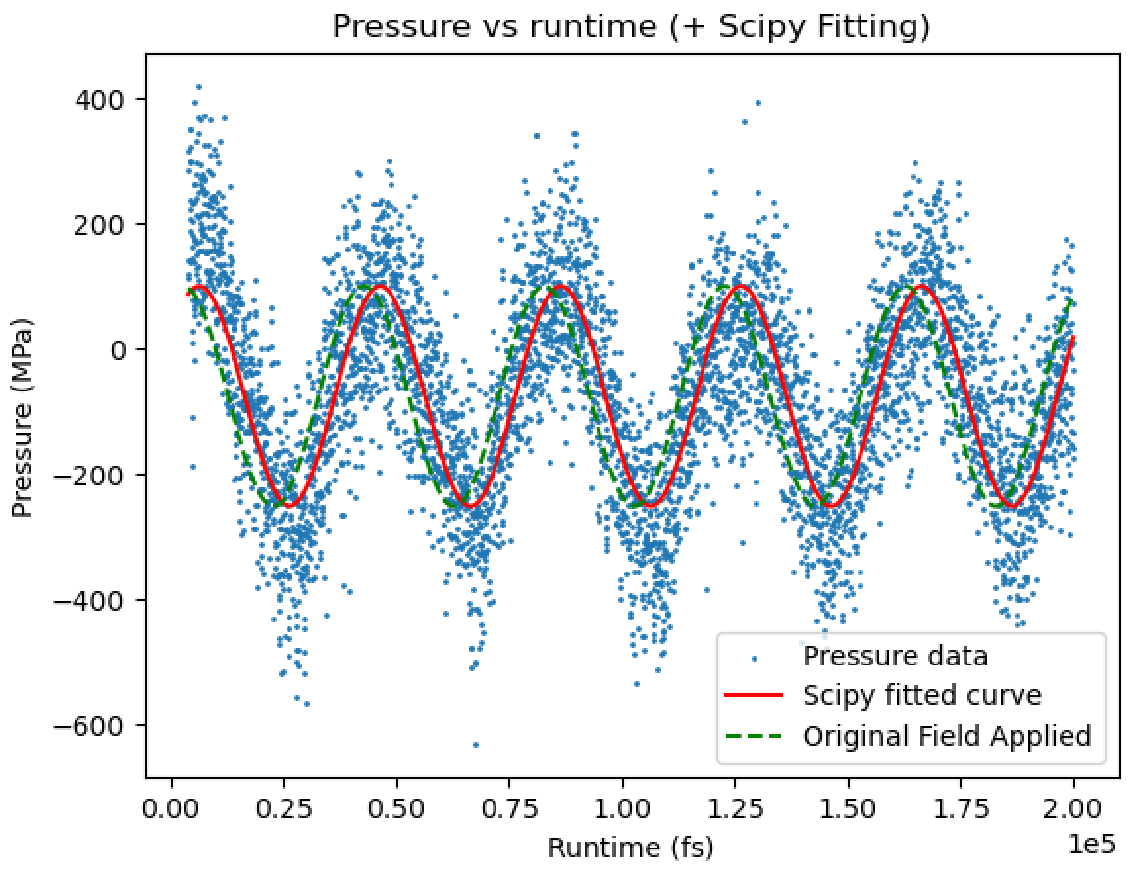 Pressure vs runtime (+ Scipy Fitting)
400
200
0
−200
−400
−600
Pressure (MPa)
Pressure data
Scipy fitted curve
Original Field Applied
0.00 0.25 0.50 0.75 1.00 1.25 1.50 1.75 2.00
1e5
Runtime (fs)